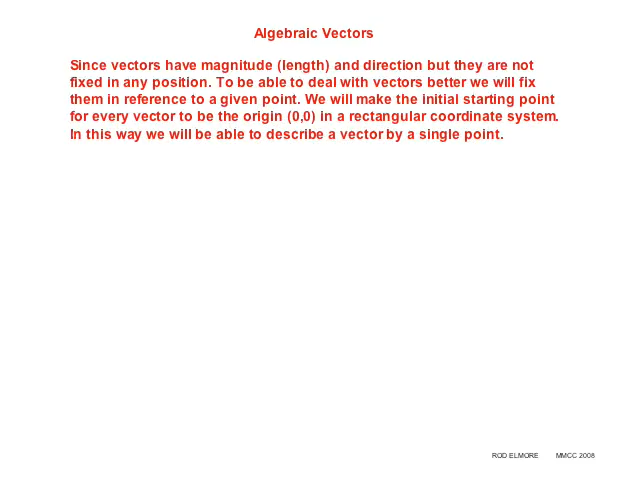 Algebraic Vectors
Since vectors have magnitude (length) and direction but they are not
fixed in any position. To be able to deal with vectors better we will fix
them in reference to a given point. We will make the initial starting point
for every vector to be the origin (0,0) in a rectangular coordinate system.
In this way we will be able to describe a vector by a single point.
ROD ELMORE MMCC 2008